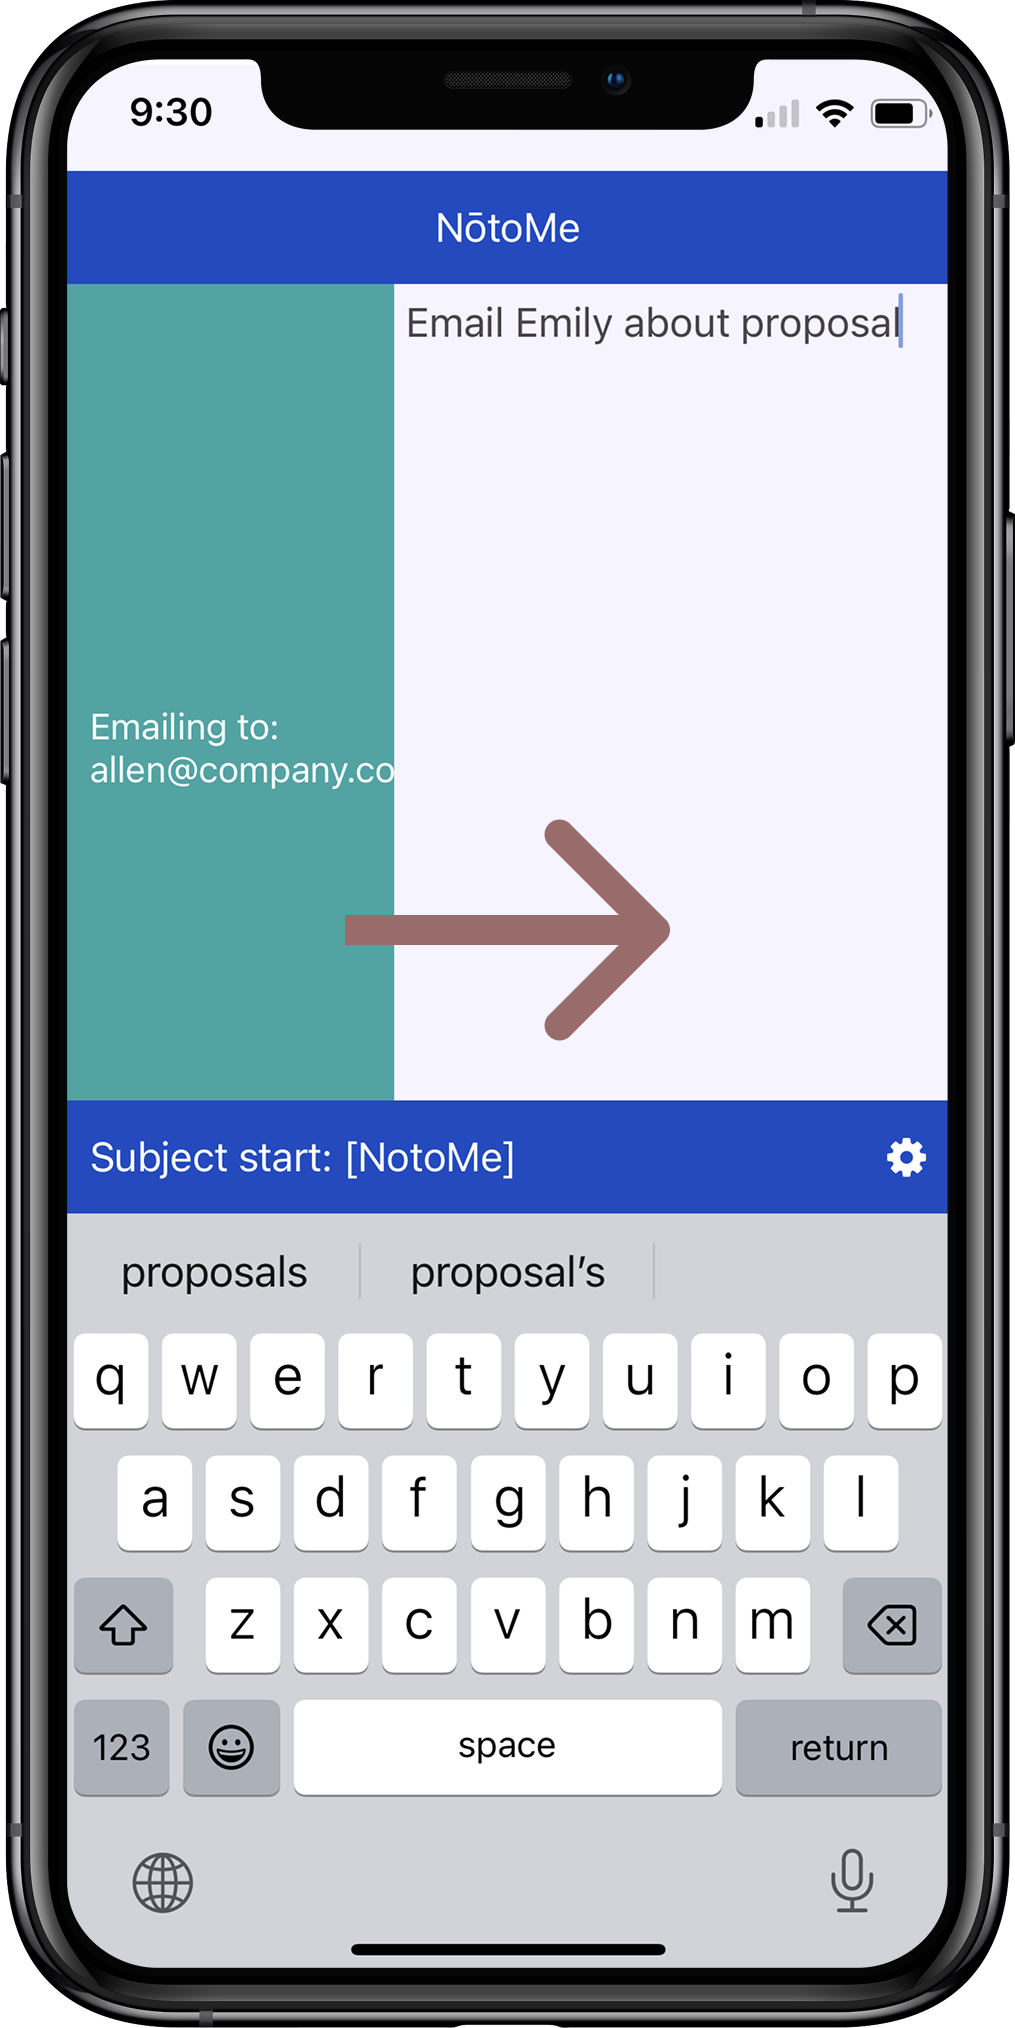 9:30
NōtoMe
Email Emily about proposal
Emailing to:
allen@company.co
Subject start: [NotoMe]
proposals proposal’s
q w e r t y u i o p
a s d f g h j k l
z x c v b n m
123 space return